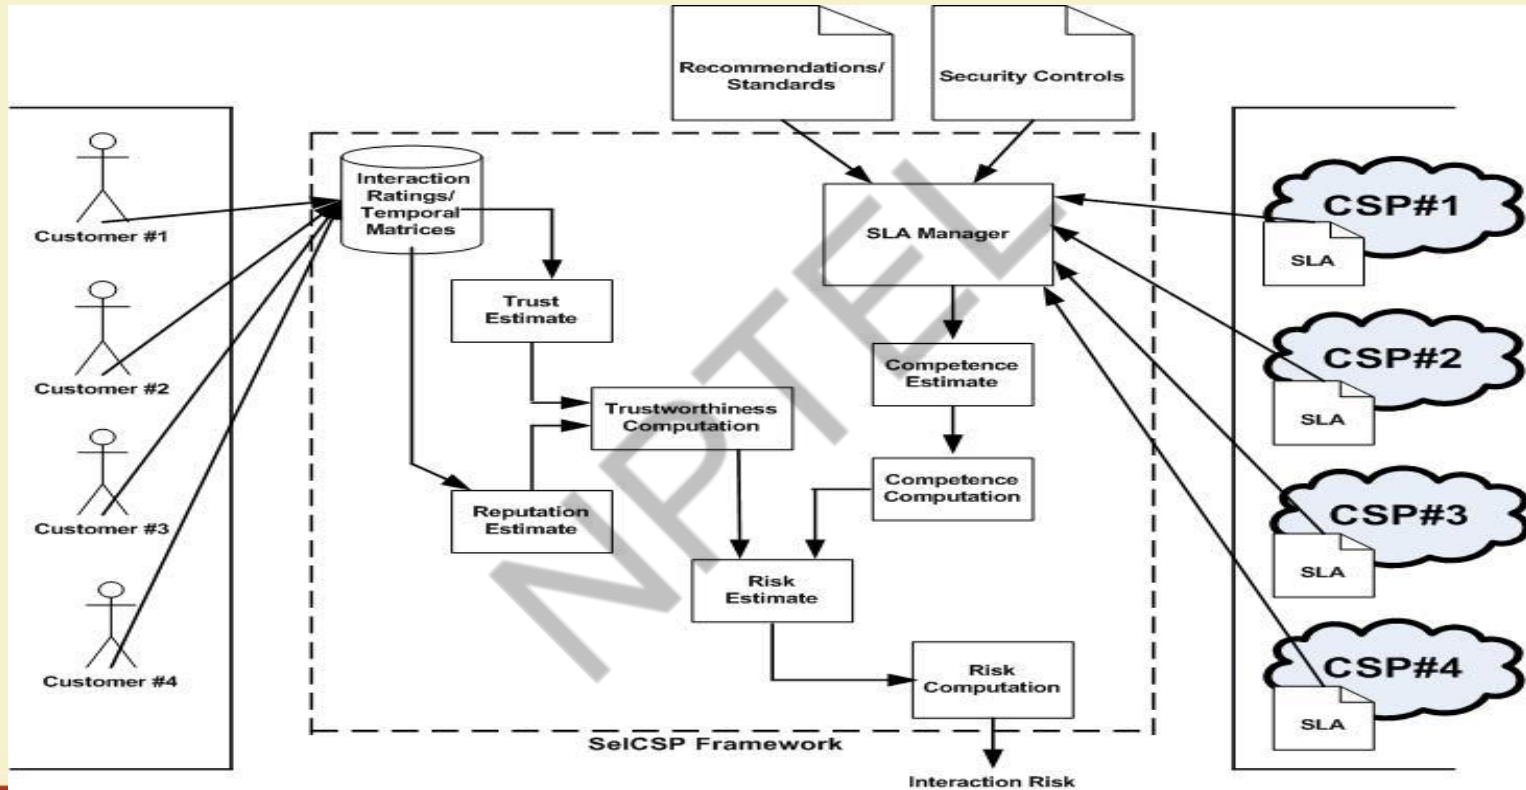 Recommendations/
Standards
Security Controls
Customer #1
Customer #2
Customer #3
Customer #4
Interaction
Ratings/
Temporal
Matrices
Trust
Estimate
Reputation
Estimate
Trustworthiness
Computation
SLA Manager
Competence
Estimate
Competence
Computation
Risk
Estimate
Risk
Computation
SelCSP Framework
Interaction Risk
CSP#1
SLA
CSP#2
SLA
CSP#3
SLA
CSP#4
SLA
NPTEL